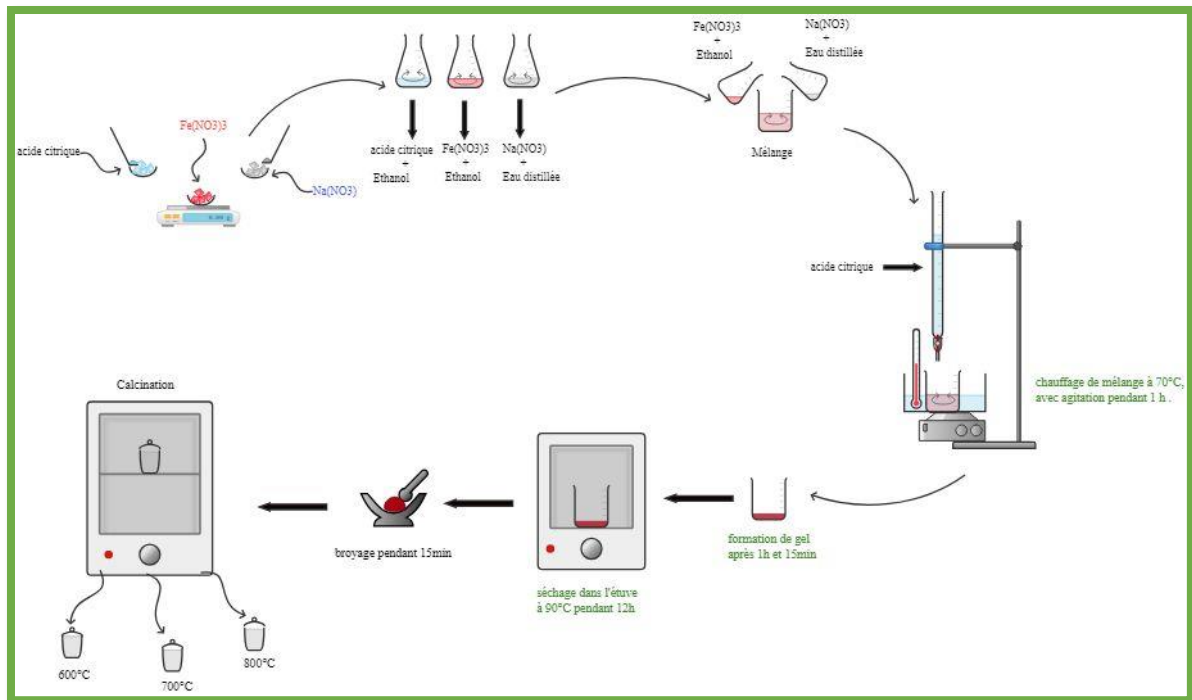 acide citrique
Fe(NO3)3
Na(NO3)
acide citrique
+
Ethanol
Fe(NO3)3
+
Ethanol
Na(NO3)
+
Eau distillée
Fe(NO3)3
+
Ethanol
Na(NO3)
+
Eau distillée
Mélange
acide citrique
chauffage de mélange à 70°C,
avec agitation pendant 1 h .
formation de gel
après 1h et 15min
séchage dans l'étuve
à 90°C pendant 12h
broyage pendant 15min
Calcination
600°C
700°C
800°C